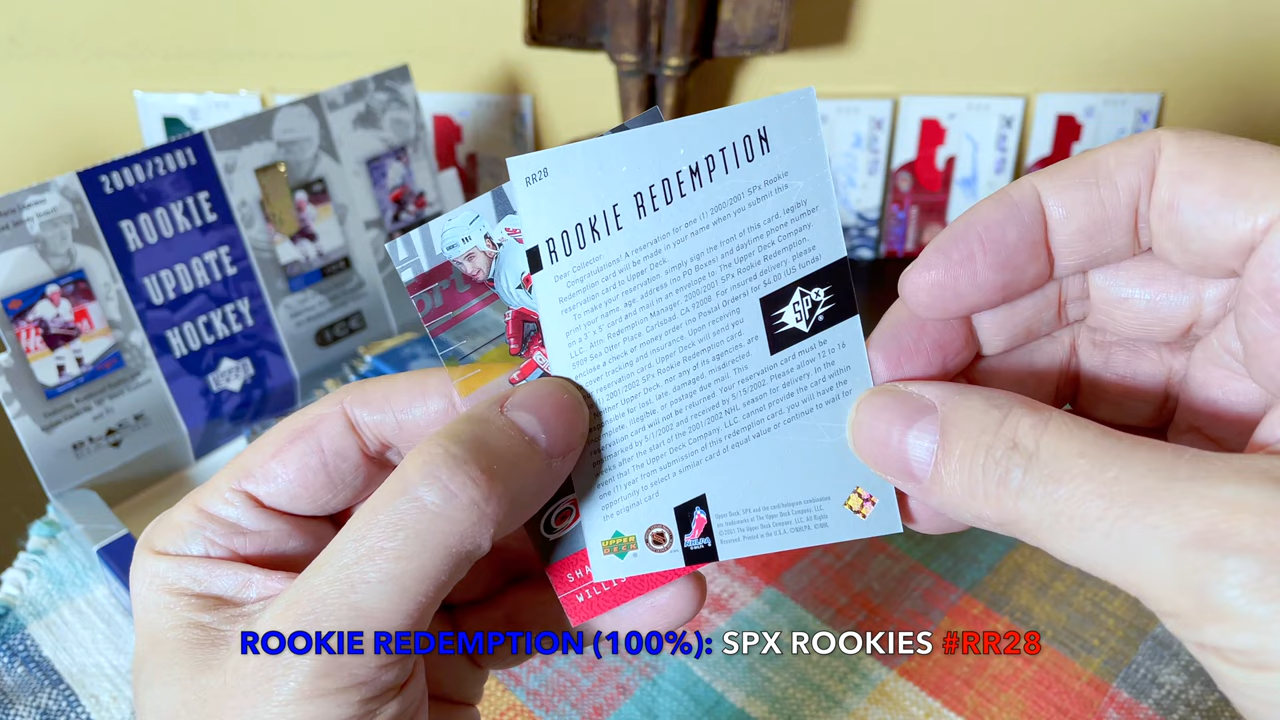 2000/2001
ROOKIE
UPDATE
HOCKEY
BLACK
RR28
ROOKIE REDEMPTION
Dear Collector,
Congratulations! A reservation for one (1) 2000/2001 SPx Rookie
Redemption card will be made in your name when you submit this
reservation card to Upper Deck.
To make your reservation, simply sign the front of this card, legibly
print your name, age, address (no PO Boxes) and daytime phone number
on a 3" x 5" card and mail in an envelope to: The Upper Deck Company,
LLC. Attn. Redemption Manager, 2000/2001 SPx Rookie Redemption,
5909 Sea Otter Place, Carlsbad, CA 92008. For insured delivery, please
enclose a check or money order (no Postal Orders) for $4.00 (US funds)
cover tracking and insurance. Upon receiving
reservation card, Upper Deck will send you
2001/2002 SPx Rookie Redemption card.
Upper Deck, nor any of its agencies, are
for lost, late, damaged, misdirected,
illegible, or postage due mail. This
reservation card will be returned. Your reservation card must be
postmarked by 5/1/2002 and received by 5/15/2002. Please allow 12 to 16
weeks after the start of the 2001/2002 NHL season for delivery. In the
that The Upper Deck Company, LLC cannot provide the card within
one (1) year from submission of this redemption card, you will have the
opportunity to select a similar card of equal value or continue to wait for
the original card.
SPx
UPPER
DECK
NHLPA
Upper Deck, SPX and the card/hologram combination
are trademarks of The Upper Deck Company, LLC.
©2001 The Upper Deck Company, LLC. All Rights
Reserved. Printed in the U.S.A. ©NHLPA. ©NHL.
SHA
WILLIS
ROOKIE REDEMPTION (100%): SPX ROOKIES #RR28